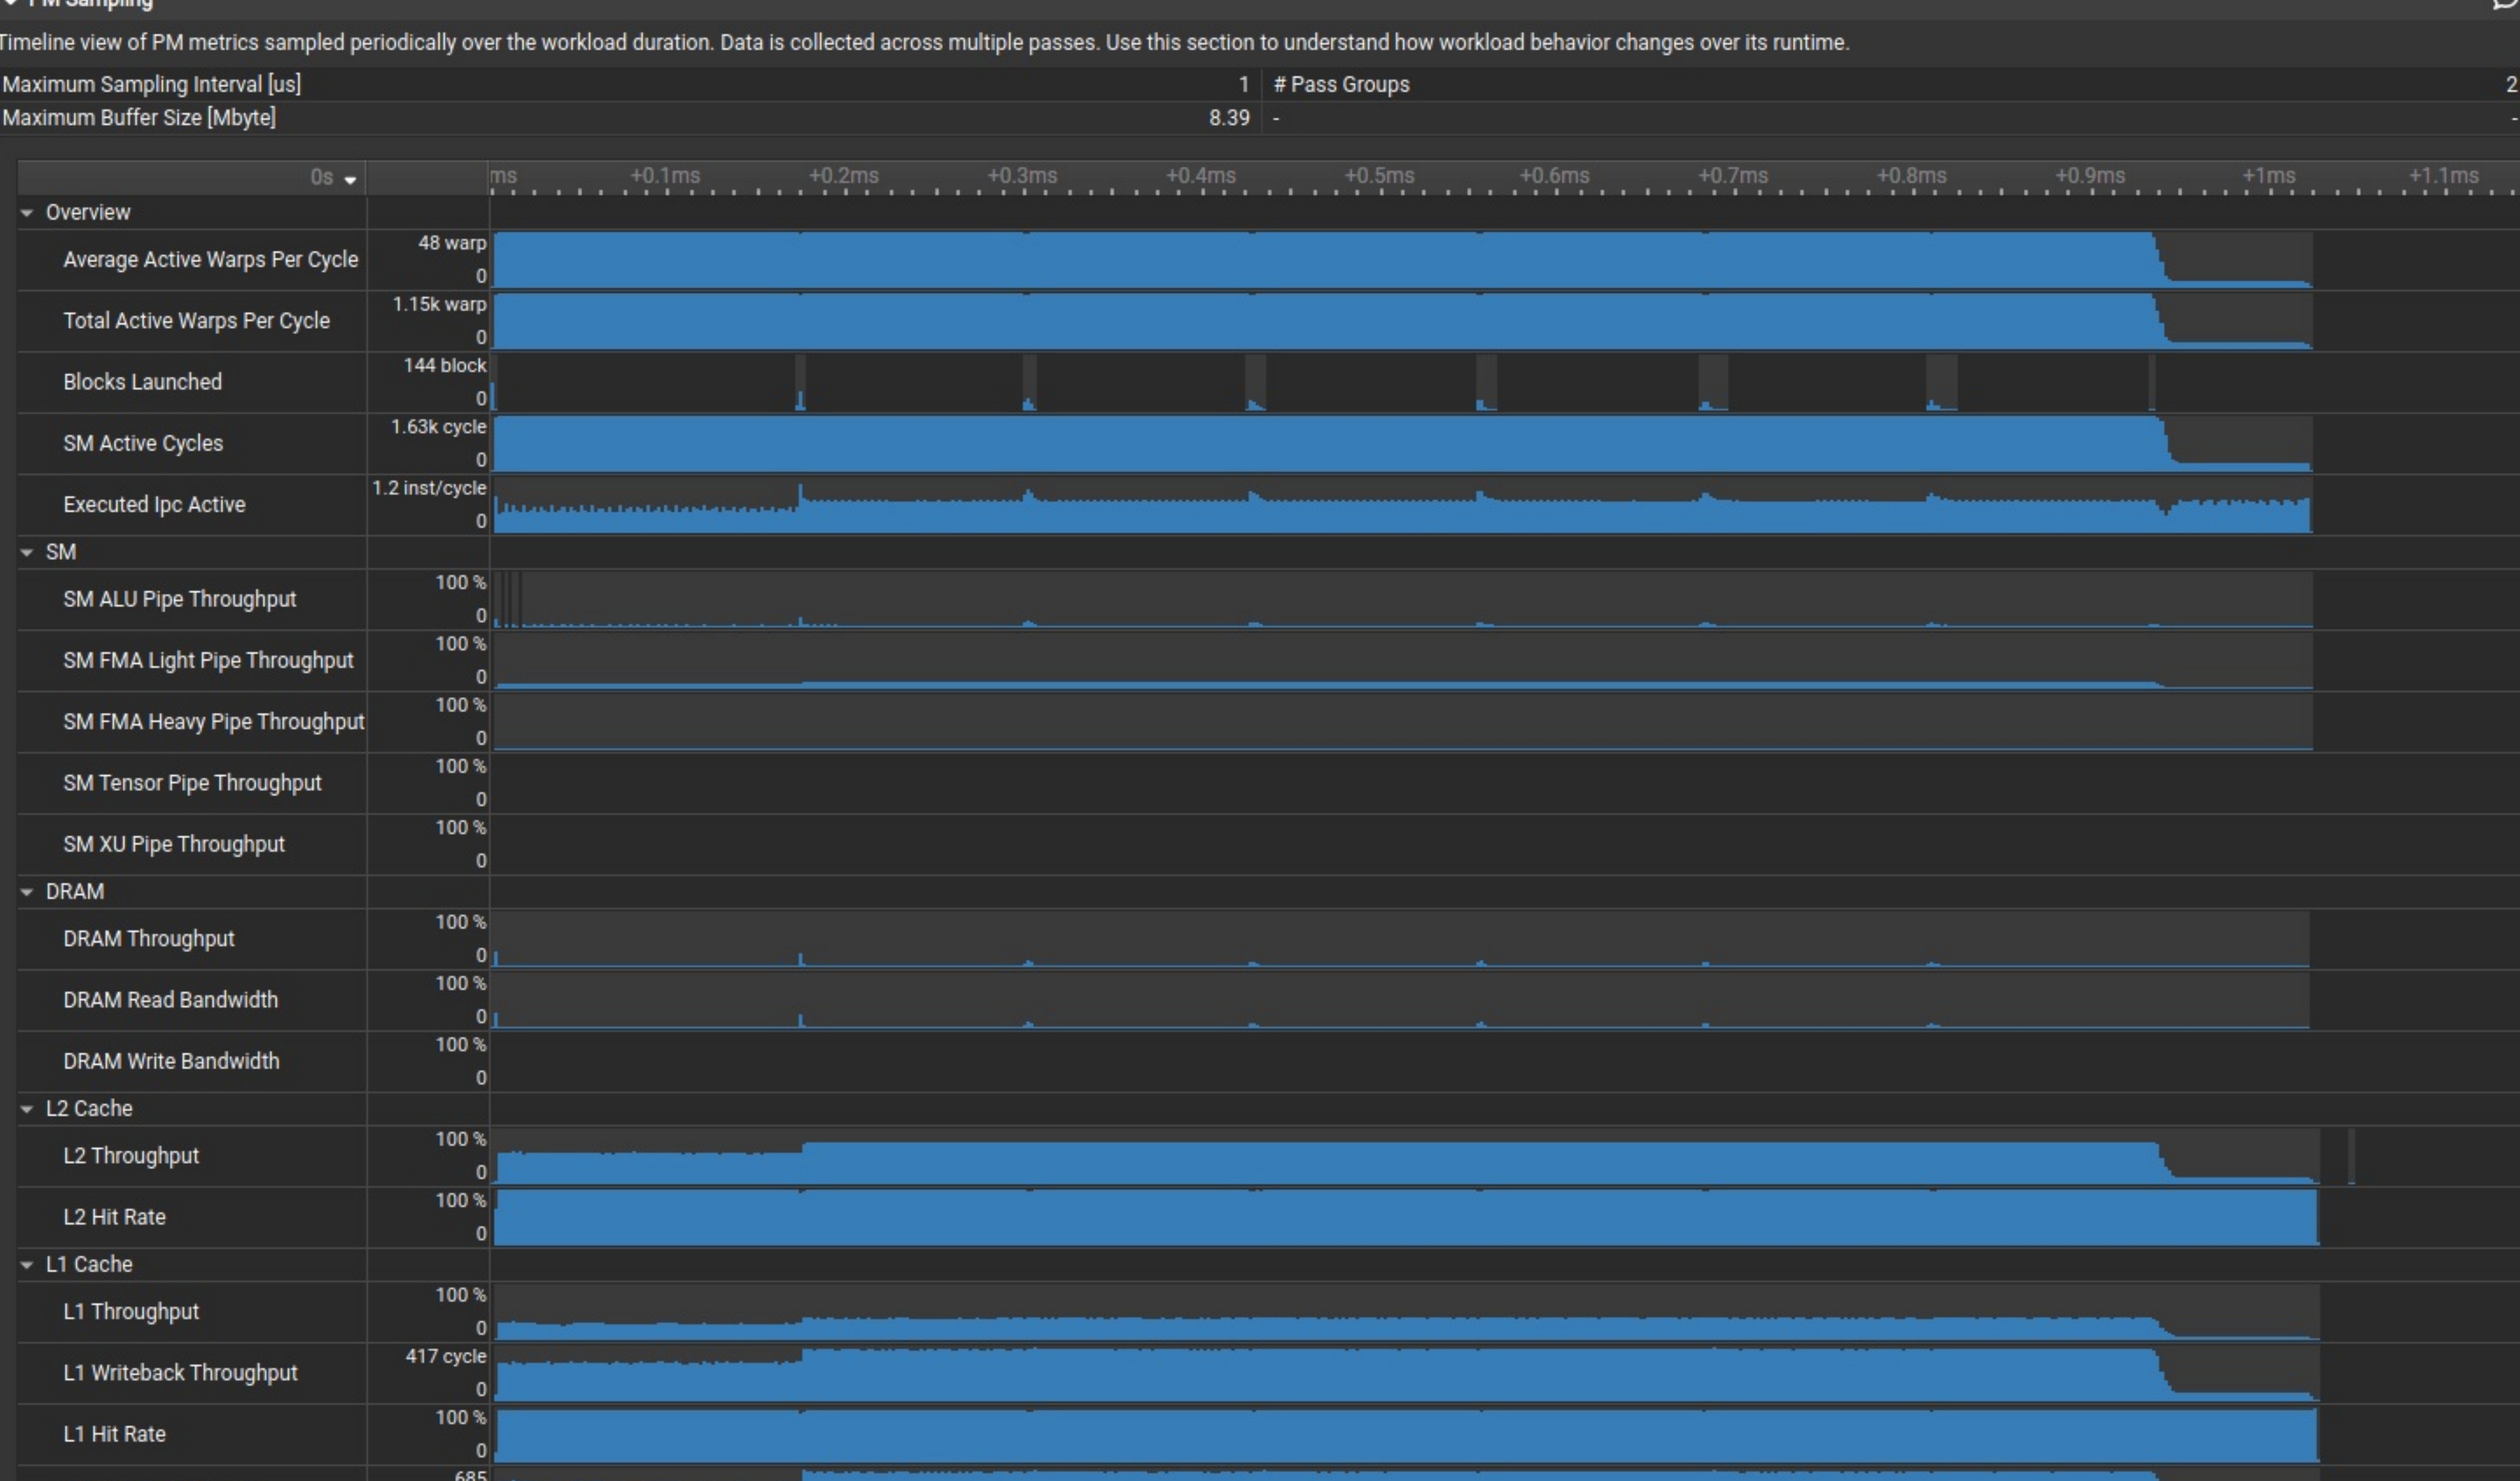 PM Sampling
Timeline view of PM metrics sampled periodically over the workload duration. Data is collected across multiple passes. Use this section to understand how workload behavior changes over its runtime.
Maximum Sampling Interval [us] 1 # Pass Groups 2
Maximum Buffer Size [Mbyte] 8.39 - -
0s ms +0.1ms +0.2ms +0.3ms +0.4ms +0.5ms +0.6ms +0.7ms +0.8ms +0.9ms +1ms +1.1ms
Overview
Average Active Warps Per Cycle 48 warp 0
Total Active Warps Per Cycle 1.15k warp 0
Blocks Launched 144 block 0
SM Active Cycles 1.63k cycle 0
Executed Ipc Active 1.2 inst/cycle 0
SM
SM ALU Pipe Throughput 100 % 0
SM FMA Light Pipe Throughput 100 % 0
SM FMA Heavy Pipe Throughput 100 % 0
SM Tensor Pipe Throughput 100 % 0
SM XU Pipe Throughput 100 % 0
DRAM
DRAM Throughput 100 % 0
DRAM Read Bandwidth 100 % 0
DRAM Write Bandwidth 100 % 0
L2 Cache
L2 Throughput 100 % 0
L2 Hit Rate 100 % 0
L1 Cache
L1 Throughput 100 % 0
L1 Writeback Throughput 417 cycle 0
L1 Hit Rate 100 % 0
685